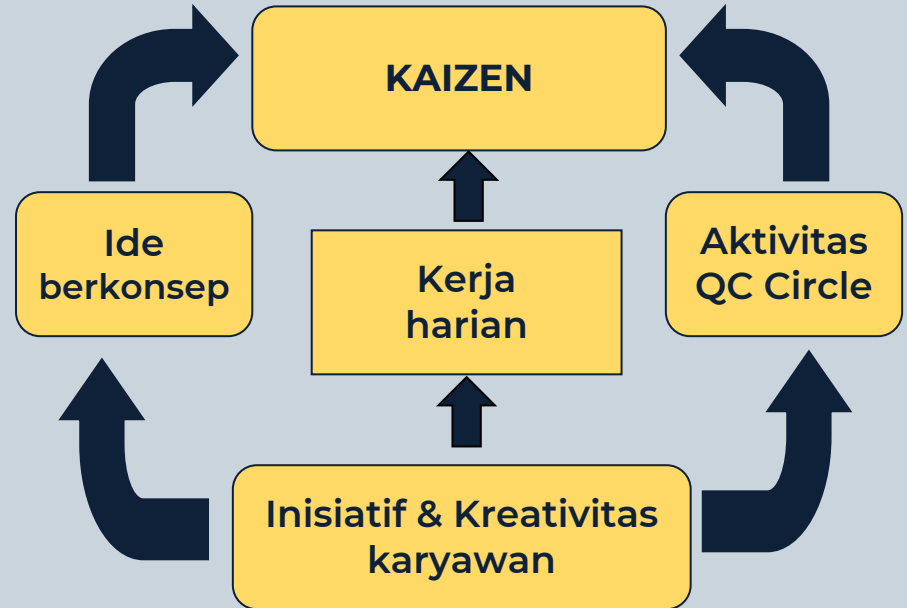 KAIZEN
Ide
berkonsep
Kerja
harian
Aktivitas
QC Circle
Inisiatif & Kreativitas
karyawan